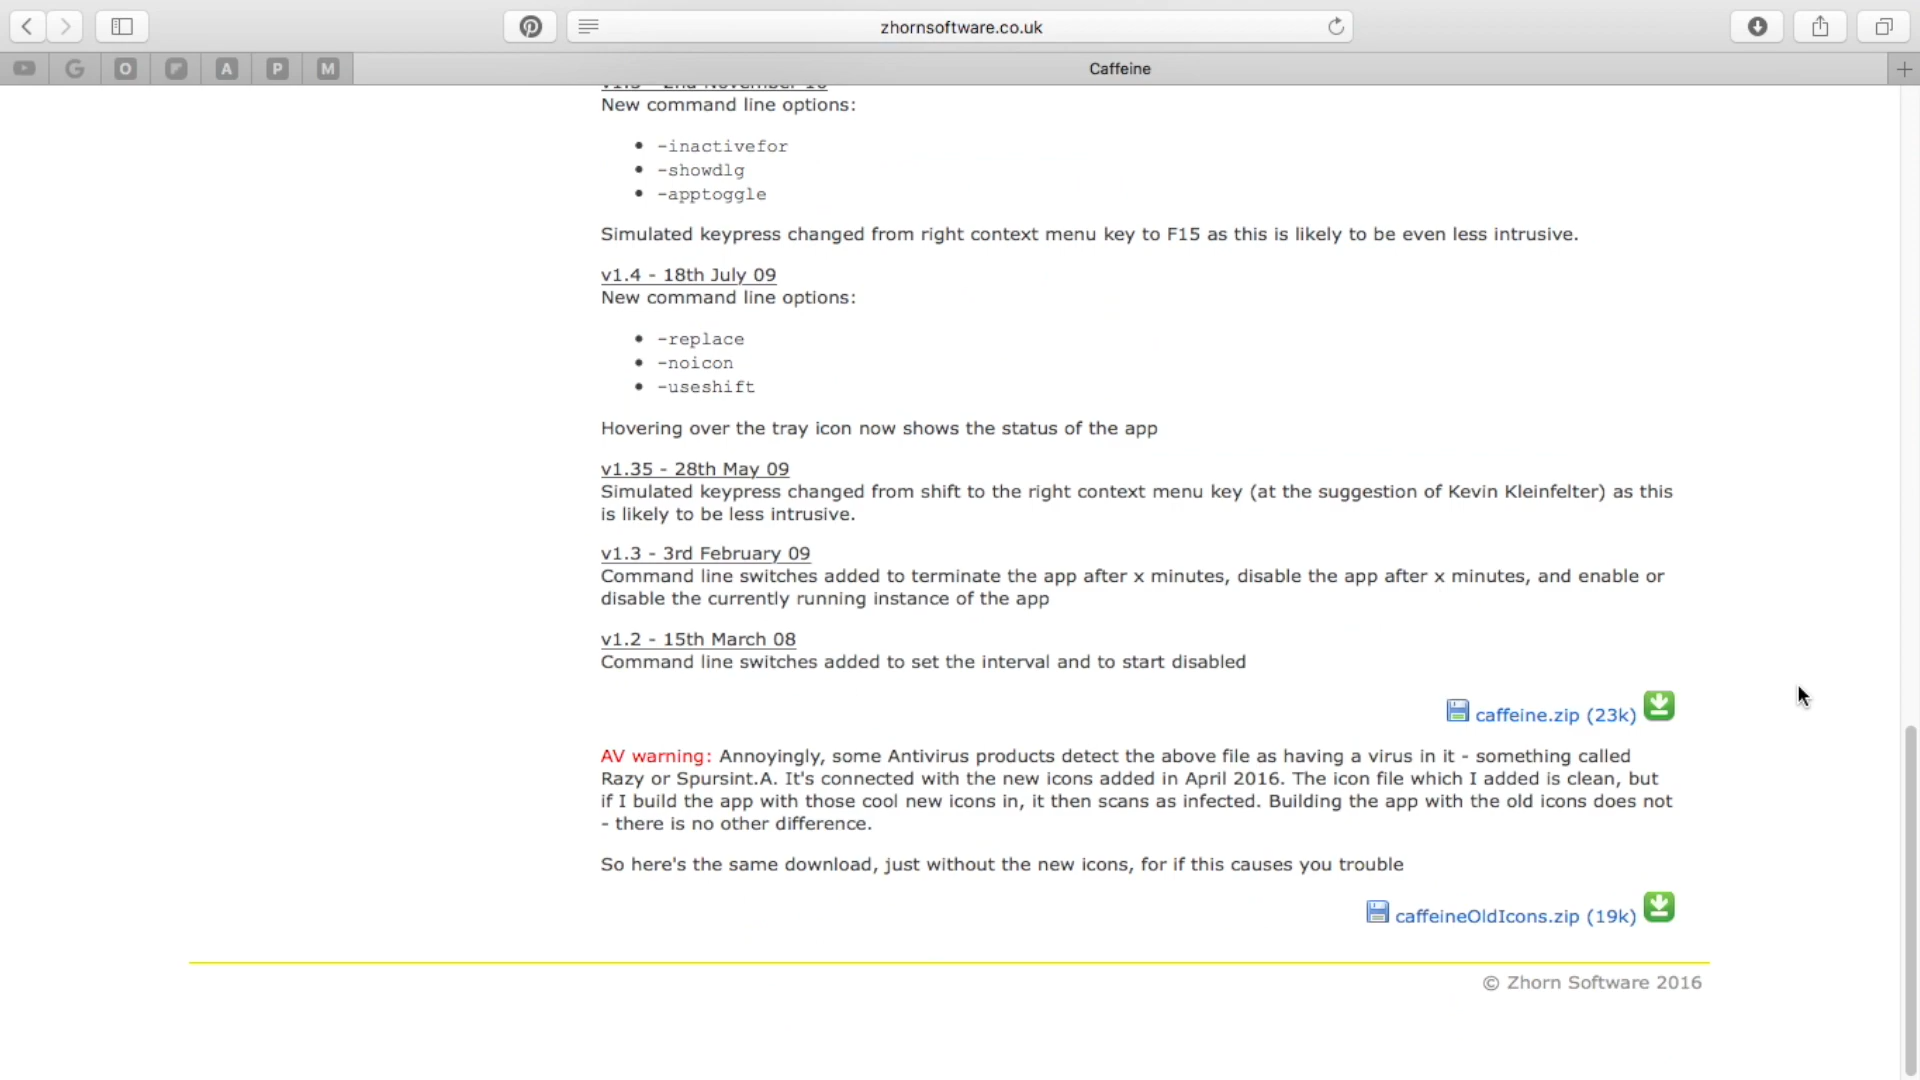 zhornsoftware.co.uk
G
O
A
P
M
Caffeine
New command line options:
-inactivefor
-showdlg
-apptoggle
Simulated keypress changed from right context menu key to F15 as this is likely to be even less intrusive.
v1.4 - 18th July 09
New command line options:
-replace
-noicon
-useshift
Hovering over the tray icon now shows the status of the app
v1.35 - 28th May 09
Simulated keypress changed from shift to the right context menu key (at the suggestion of Kevin Kleinfelter) as this
is likely to be less intrusive.
v1.3 - 3rd February 09
Command line switches added to terminate the app after x minutes, disable the app after x minutes, and enable or
disable the currently running instance of the app
v1.2 - 15th March 08
Command line switches added to set the interval and to start disabled
caffeine.zip (23k)
AV warning: Annoyingly, some Antivirus products detect the above file as having a virus in it - something called
Razy or Spursint.A. It's connected with the new icons added in April 2016. The icon file which I added is clean, but
if I build the app with those cool new icons in, it then scans as infected. Building the app with the old icons does not
- there is no other difference.
So here's the same download, just without the new icons, for if this causes you trouble
caffeineOldIcons.zip (19k)
© Zhorn Software 2016